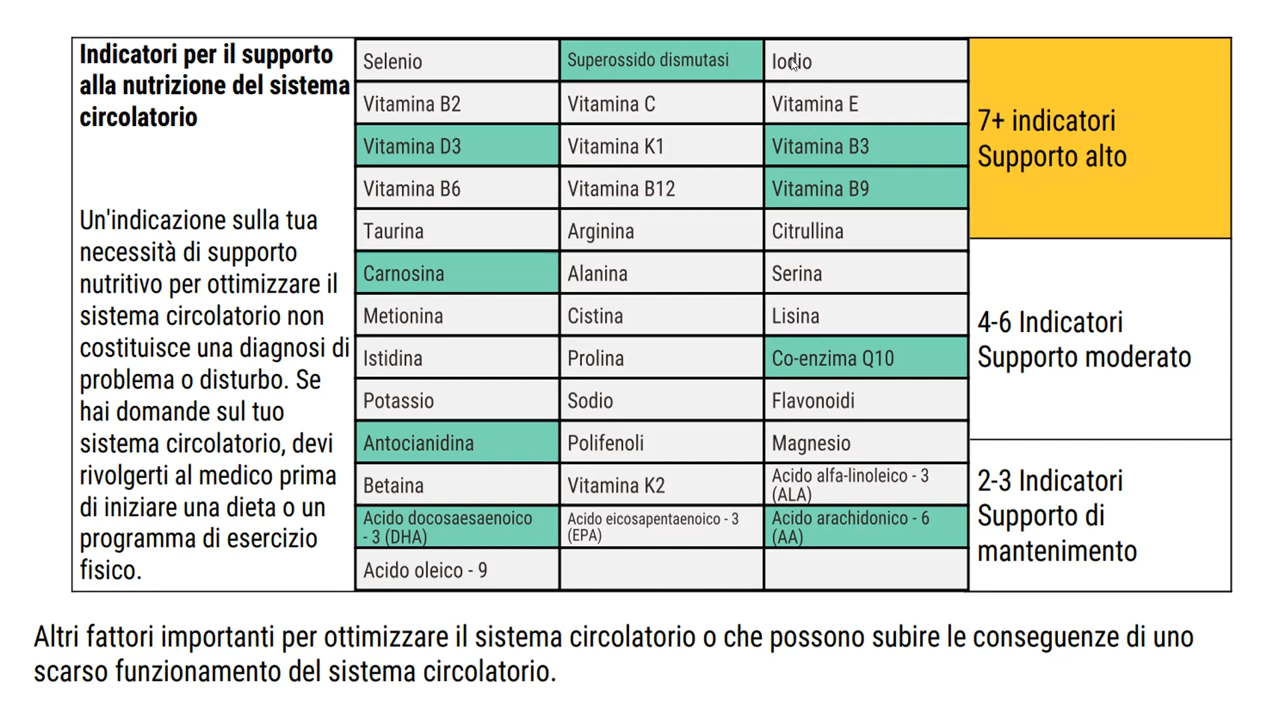 Indicatori per il supporto
alla nutrizione del sistema
circolatorio
Un'indicazione sulla tua
necessità di supporto
nutritivo per ottimizzare il
sistema circolatorio non
costituisce una diagnosi di
problema o disturbo. Se
hai domande sul tuo
sistema circolatorio, devi
rivolgerti al medico prima
di iniziare una dieta o un
programma di esercizio
fisico.
Selenio
Superossido dismutasi
Iodio
Vitamina B2
Vitamina C
Vitamina E
Vitamina D3
Vitamina K1
Vitamina B3
Vitamina B6
Vitamina B12
Vitamina B9
Taurina
Arginina
Citrullina
Carnosina
Alanina
Serina
Metionina
Cistina
Lisina
Istidina
Prolina
Co-enzima Q10
Potassio
Sodio
Flavonoidi
Antocianidina
Polifenoli
Magnesio
Betaina
Vitamina K2
Acido alfa-linoleico - 3
(ALA)
Acido docosaesaenoico
- 3 (DHA)
Acido eicosapentaenoico - 3
(EPA)
Acido arachidonico - 6
(AA)
Acido oleico - 9
7+ indicatori
Supporto alto
4-6 Indicatori
Supporto moderato
2-3 Indicatori
Supporto di
mantenimento
Altri fattori importanti per ottimizzare il sistema circolatorio o che possono subire le conseguenze di uno
scarso funzionamento del sistema circolatorio.